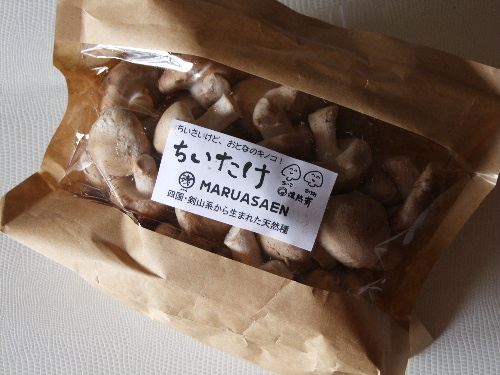 ちいさいけど、おとなのキノコ！
ちいたけ
MARUASAEN
四国・剣山系から生まれた天然種